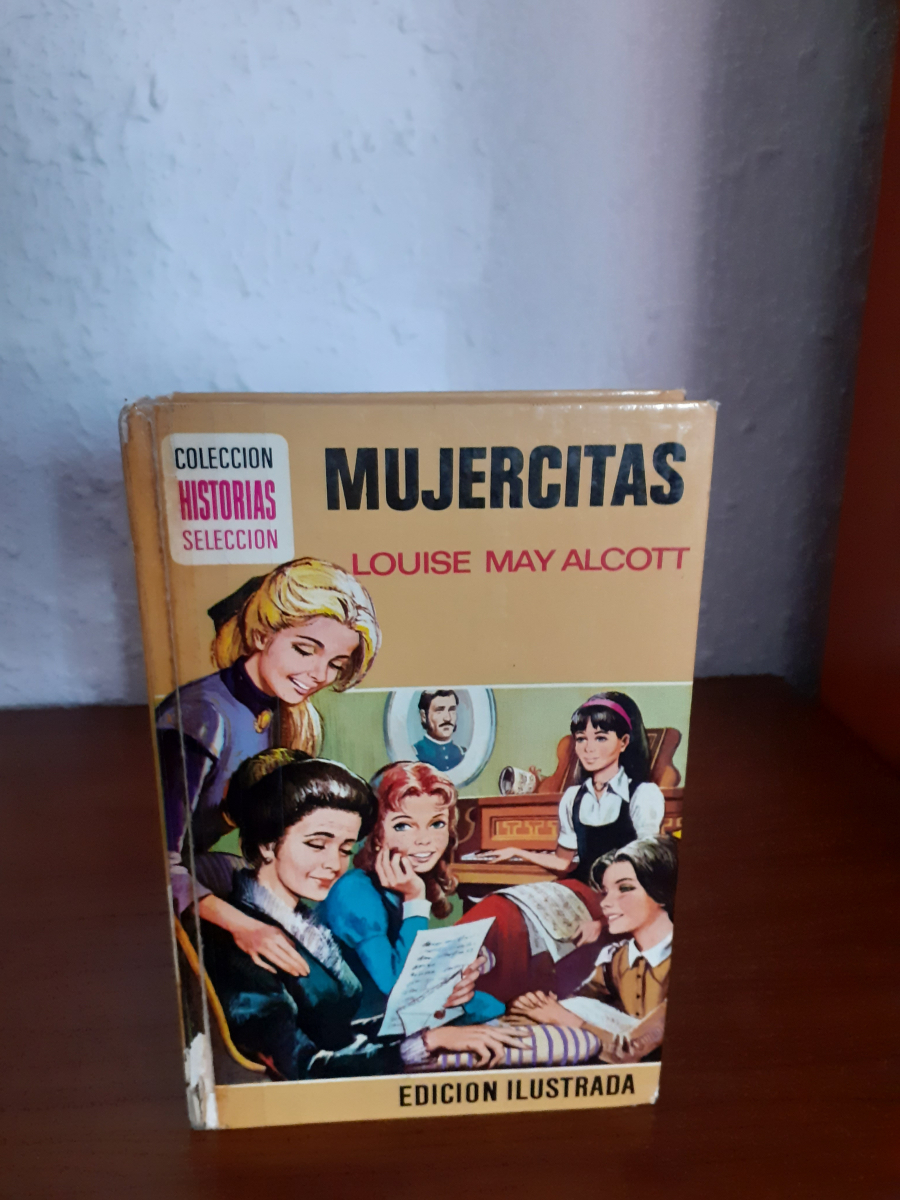 COLECCION
HISTORIAS
SELECCION
MUJERCITAS
LOUISE MAY ALCOTT
EDICION ILUSTRADA